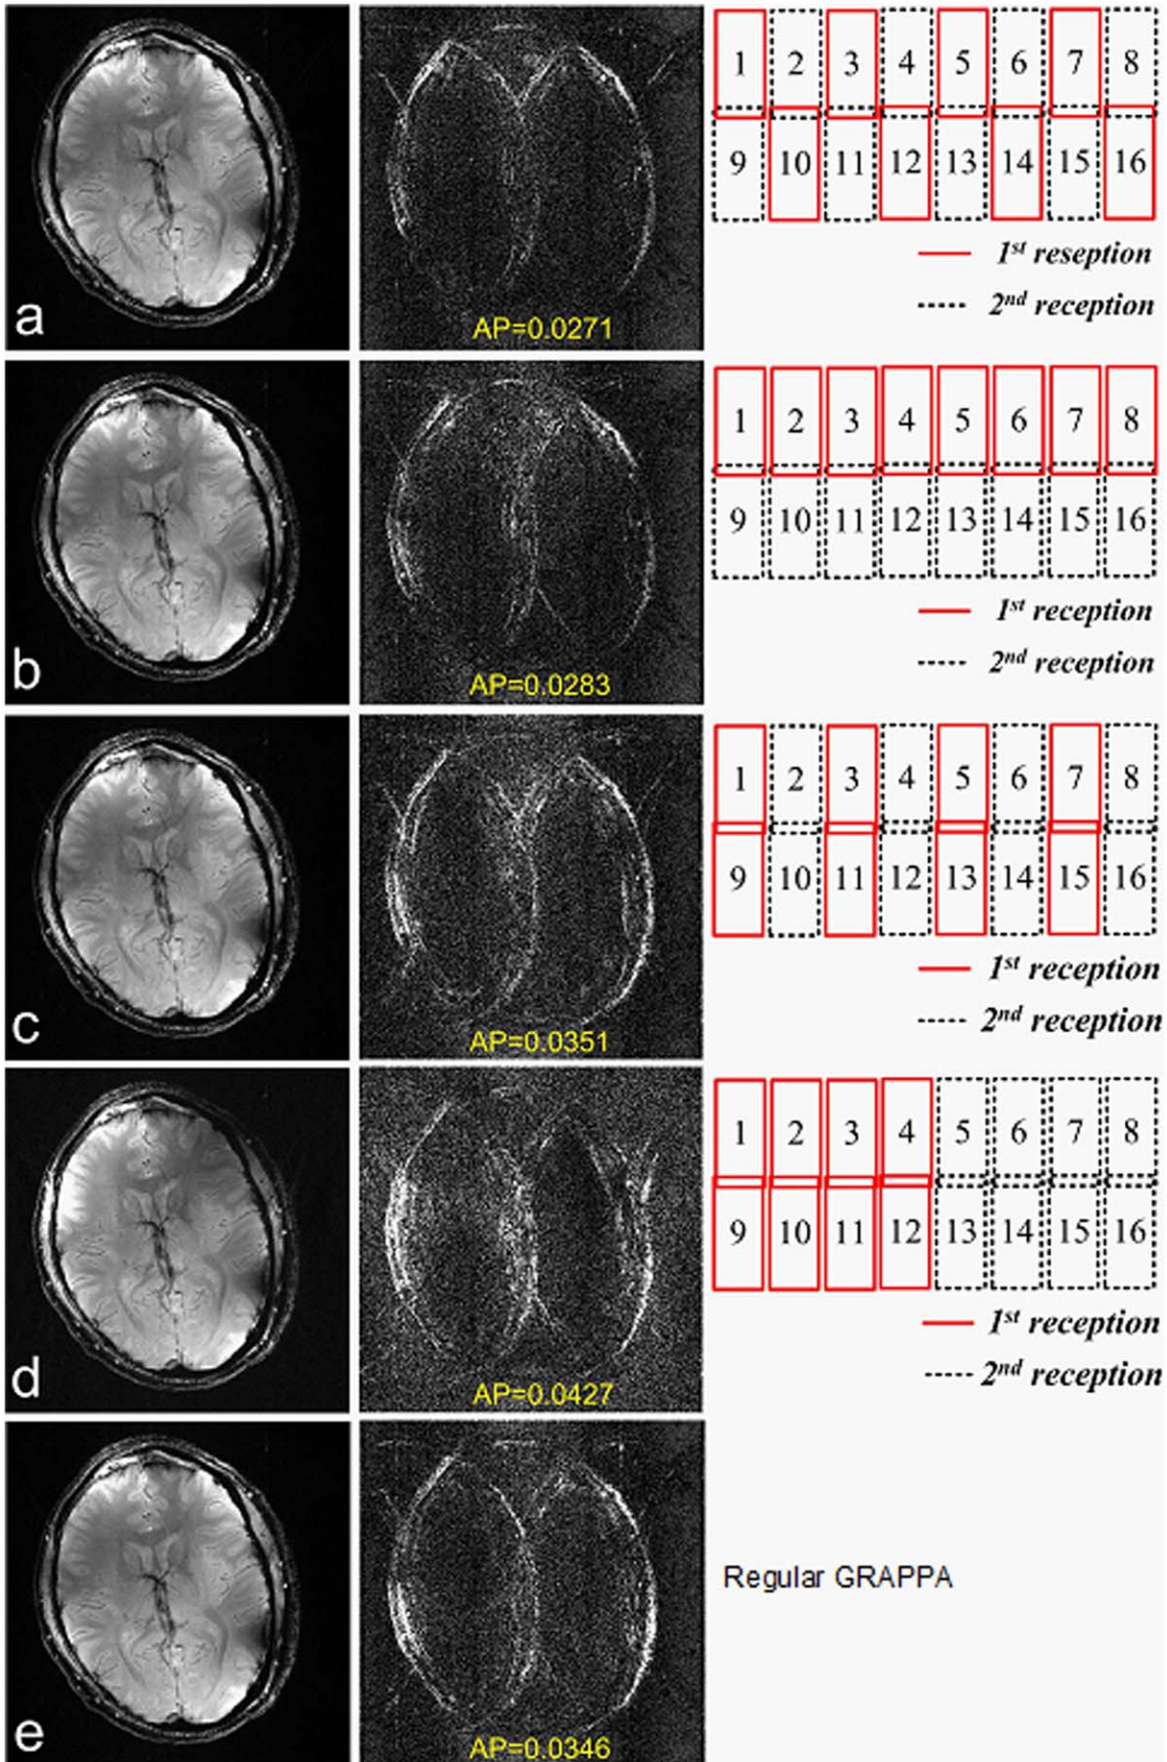 1 2 3 4 5 6 7 8
9 10 11 12 13 14 15 16
1st reseption
2nd reception
a
AP=0.0271
1 2 3 4 5 6 7 8
9 10 11 12 13 14 15 16
1st reception
2nd reception
b
AP=0.0283
1 2 3 4 5 6 7 8
9 10 11 12 13 14 15 16
1st reception
2nd reception
c
AP=0.0351
1 2 3 4 5 6 7 8
9 10 11 12 13 14 15 16
1st reception
2nd reception
d
AP=0.0427
Regular GRAPPA
e
AP=0.0346